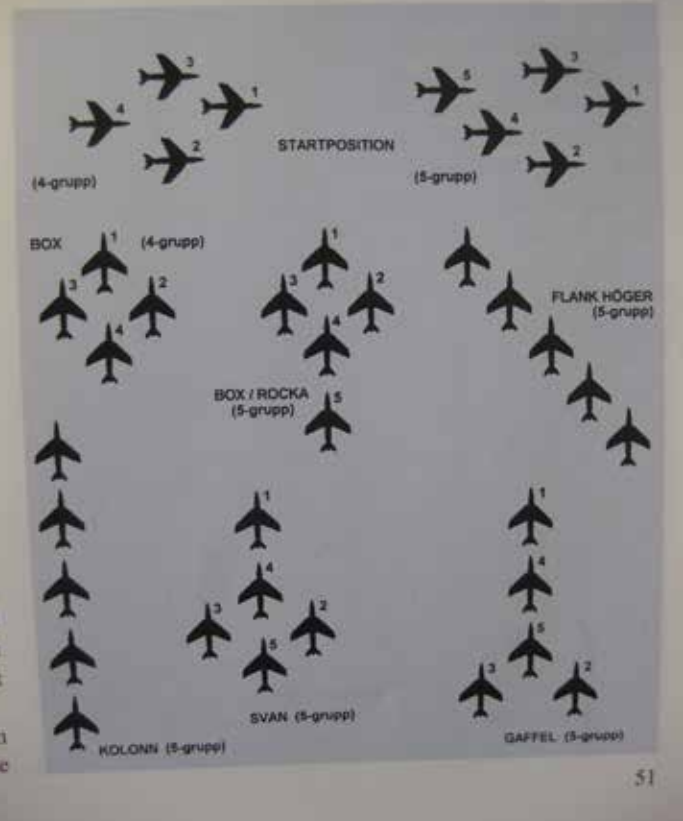 3
1
4
2
(4-grupp)
STARTPOSITION
3
5
1
4
2
(5-grupp)
BOX
(4-grupp)
1
3
2
4
1
3
2
4
BOX / ROCKA
(5-grupp)
5
FLANK HÖGER
(5-grupp)
KOLONN (5-grupp)
1
4
3
2
5
SVAN (5-grupp)
1
4
5
3
2
GAFFEL (5-grupp)
51